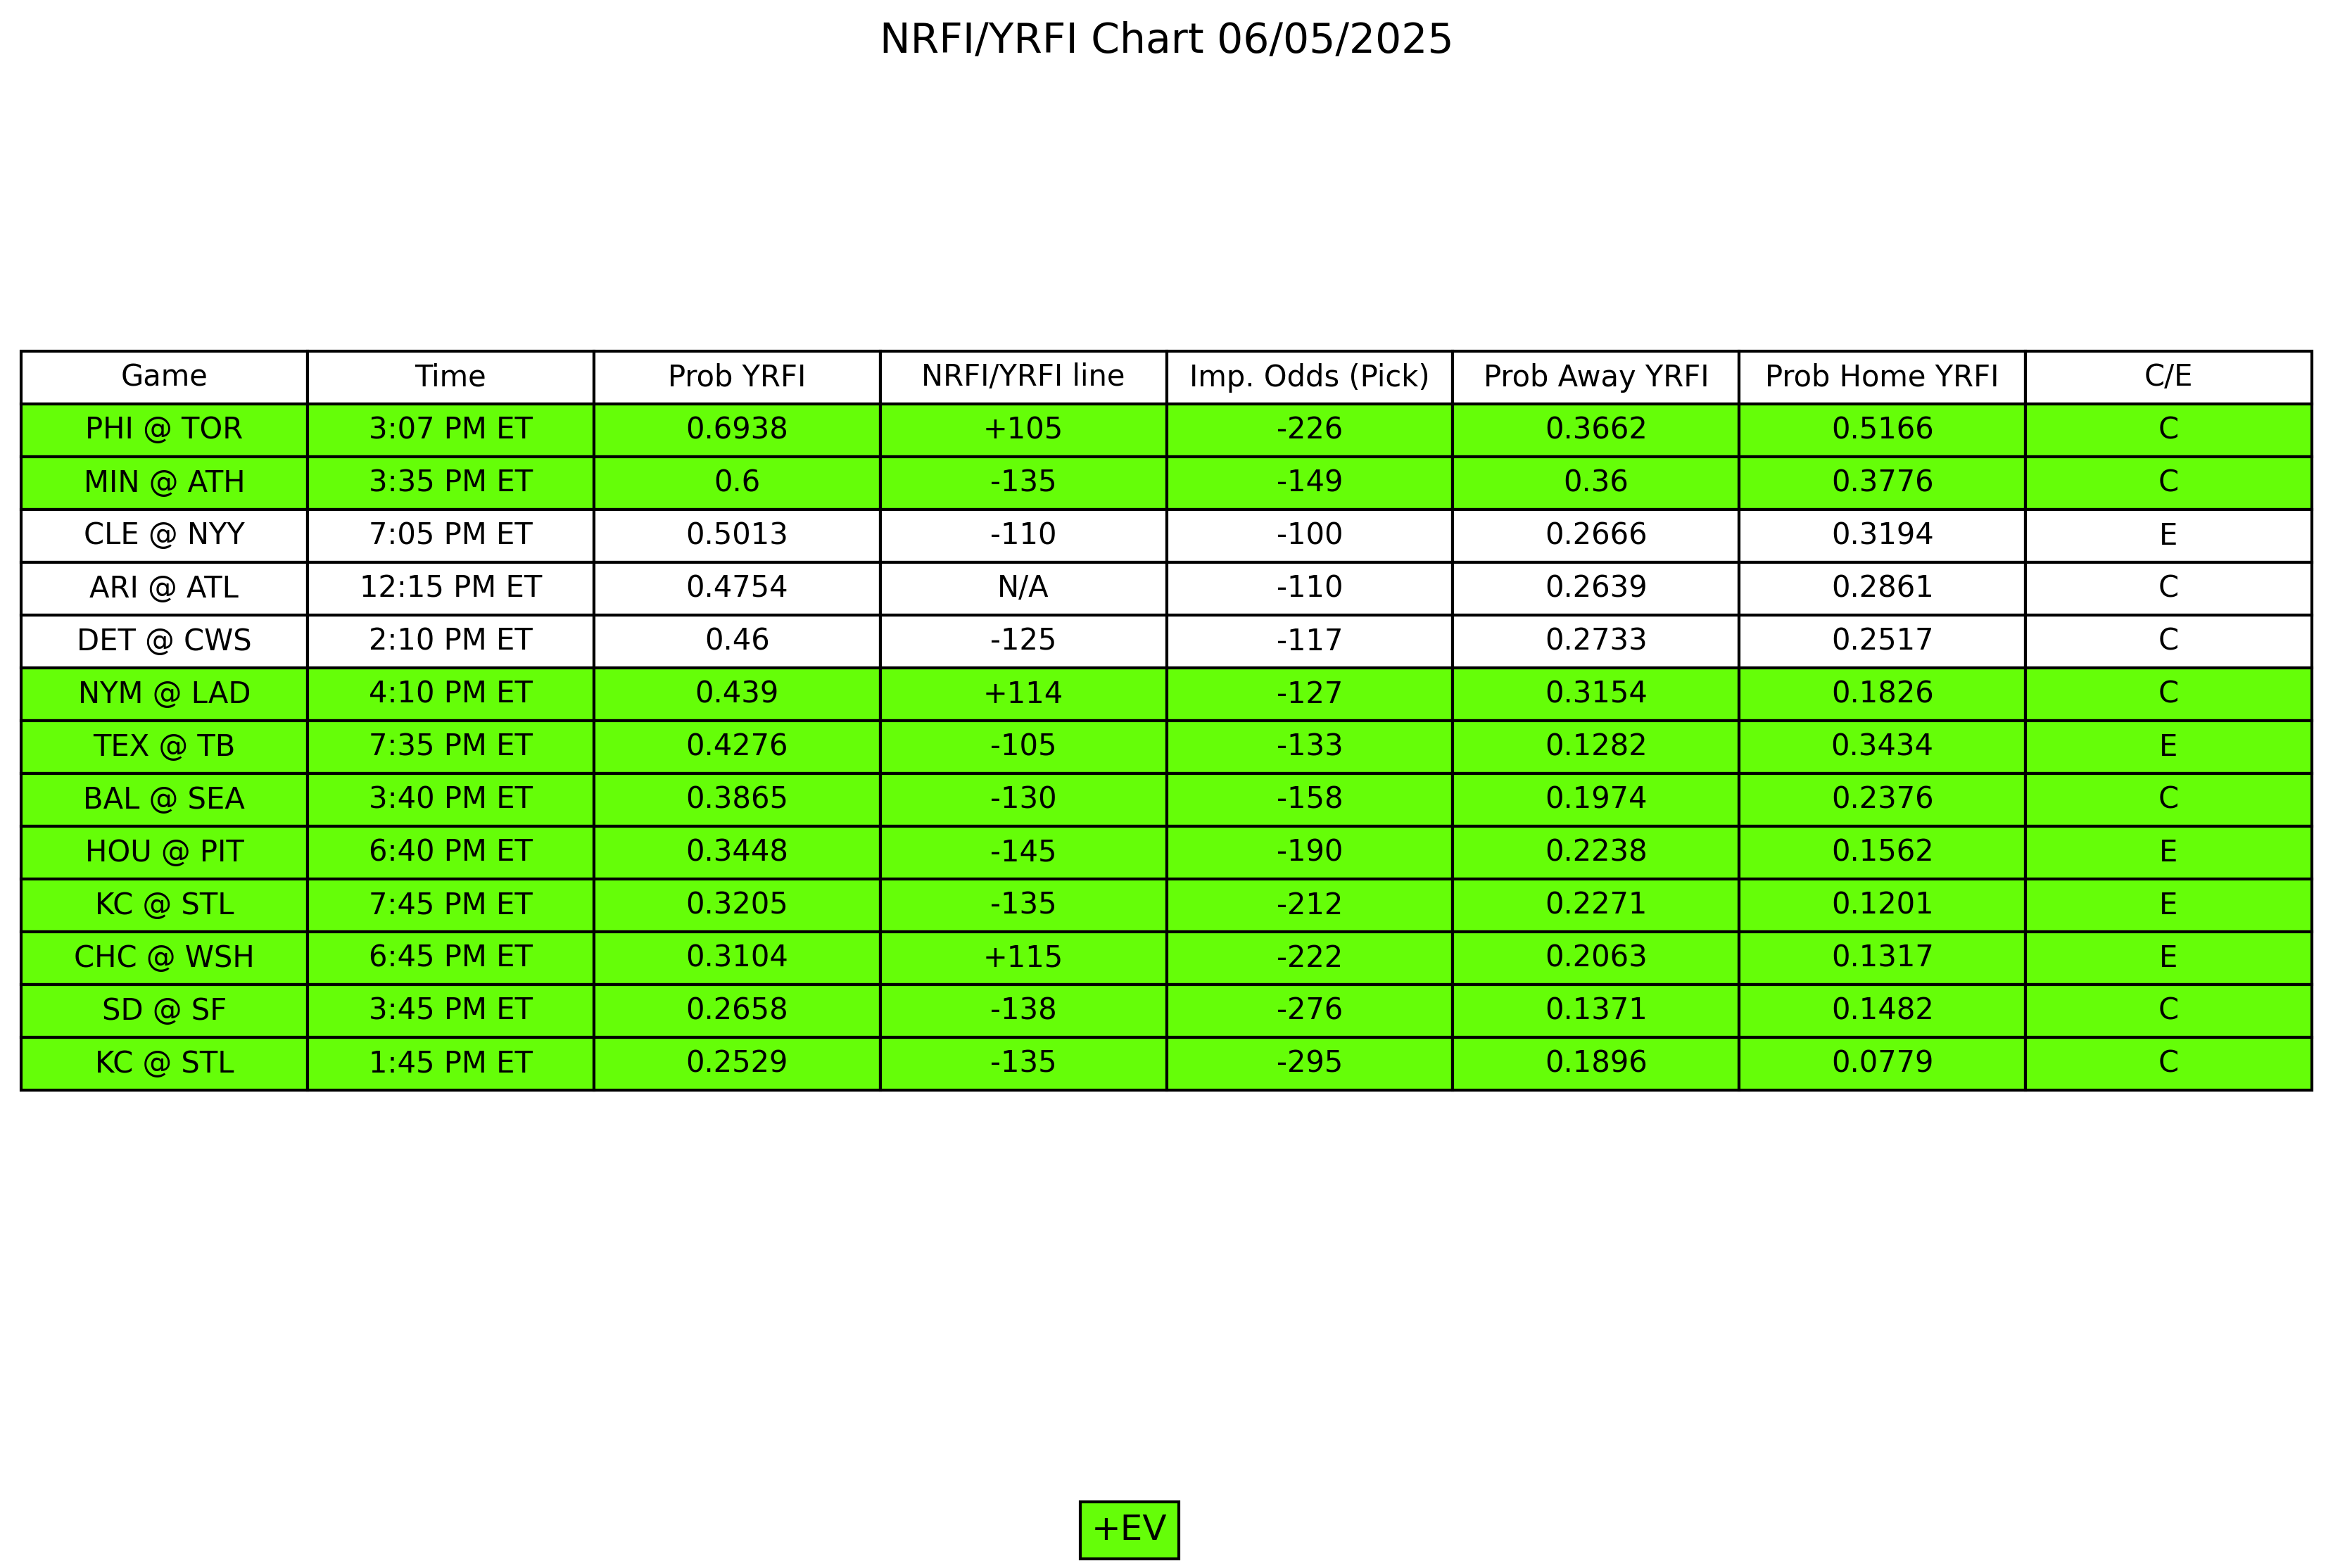 NRFI/YRFI Chart 06/05/2025
Game Time Prob YRFI NRFI/YRFI line Imp. Odds (Pick) Prob Away YRFI Prob Home YRFI C/E
PHI @ TOR 3:07 PM ET 0.6938 +105 -226 0.3662 0.5166 C
MIN @ ATH 3:35 PM ET 0.6 -135 -149 0.36 0.3776 C
CLE @ NYY 7:05 PM ET 0.5013 -110 -100 0.2666 0.3194 E
ARI @ ATL 12:15 PM ET 0.4754 N/A -110 0.2639 0.2861 C
DET @ CWS 2:10 PM ET 0.46 -125 -117 0.2733 0.2517 C
NYM @ LAD 4:10 PM ET 0.439 +114 -127 0.3154 0.1826 C
TEX @ TB 7:35 PM ET 0.4276 -105 -133 0.1282 0.3434 E
BAL @ SEA 3:40 PM ET 0.3865 -130 -158 0.1974 0.2376 C
HOU @ PIT 6:40 PM ET 0.3448 -145 -190 0.2238 0.1562 E
KC @ STL 7:45 PM ET 0.3205 -135 -212 0.2271 0.1201 E
CHC @ WSH 6:45 PM ET 0.3104 +115 -222 0.2063 0.1317 E
SD @ SF 3:45 PM ET 0.2658 -138 -276 0.1371 0.1482 C
KC @ STL 1:45 PM ET 0.2529 -135 -295 0.1896 0.0779 C
+EV